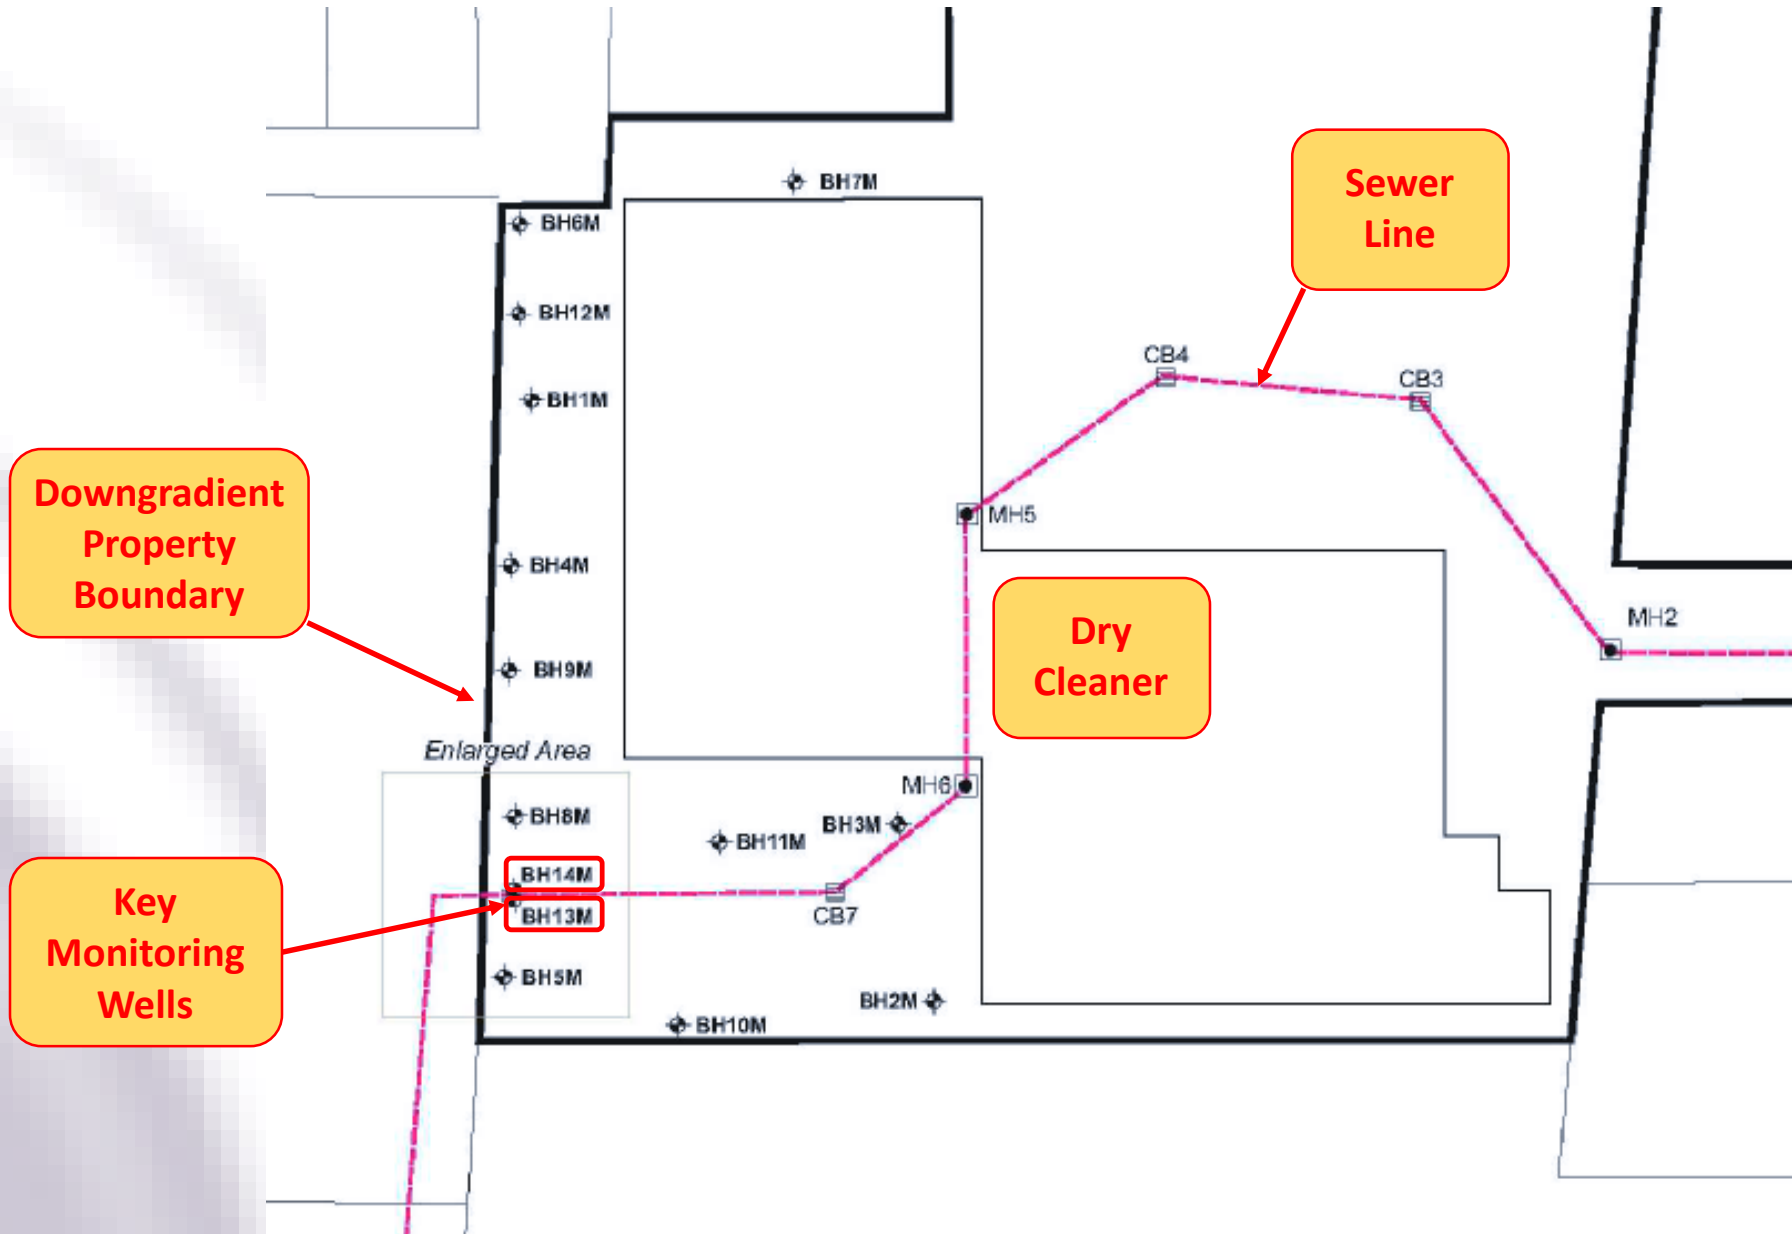 BH7M
Sewer
Line
BH6M
BH12M
CB4
CB3
BH1M
Downgradient
Property
Boundary
MH5
BH4M
Dry
Cleaner
MH2
BH9M
Enlarged Area
MH6
BH8M
BH3M
BH11M
Key
Monitoring
Wells
BH14M
BH13M
CB7
BH5M
BH2M
BH10M